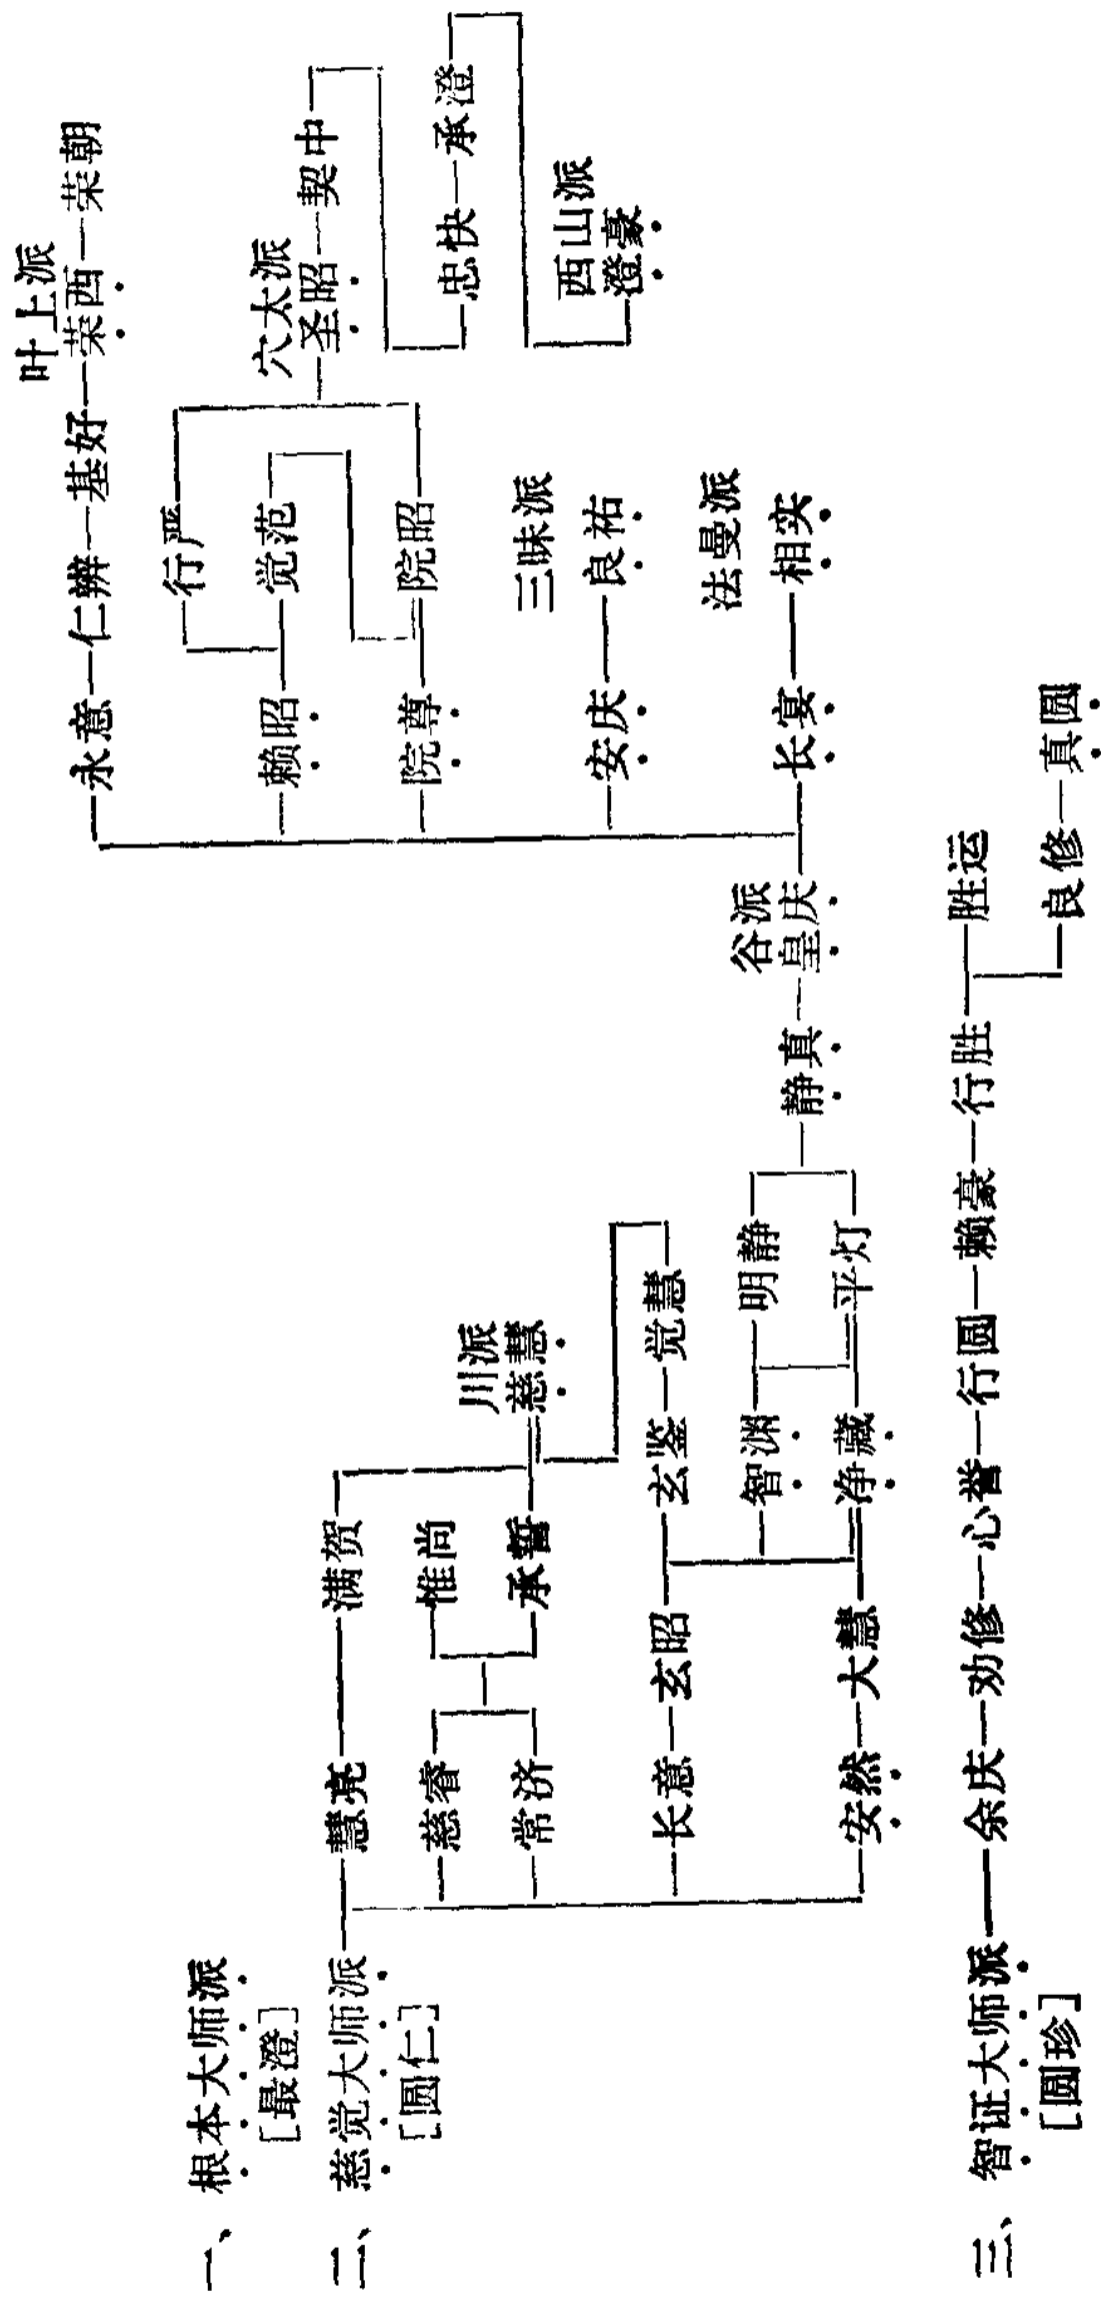 一、根本大师派
[最澄]
二、慈觉大师派—慧亮—满贺
[圆仁]
慈睿
惟尚
常济
承誓
川派
慈慧
长意—玄昭—玄鉴—觉慧
安然—大慧—净藏—平灯
智渊—明静
静真
谷派
皇庆
永意—仁辨—基好—荣西—荣朝
叶上派
赖昭
行严
觉范
院尊
院昭
穴太派
圣昭—契中
忠快—承澄
西山派
澄豪
安庆—良祐
三昧派
长宴—相实
法曼派
三、智证大师派—余庆—劝修—心誉—行圆—赖豪—行胜—胜运
[圆珍]
良修—真圆